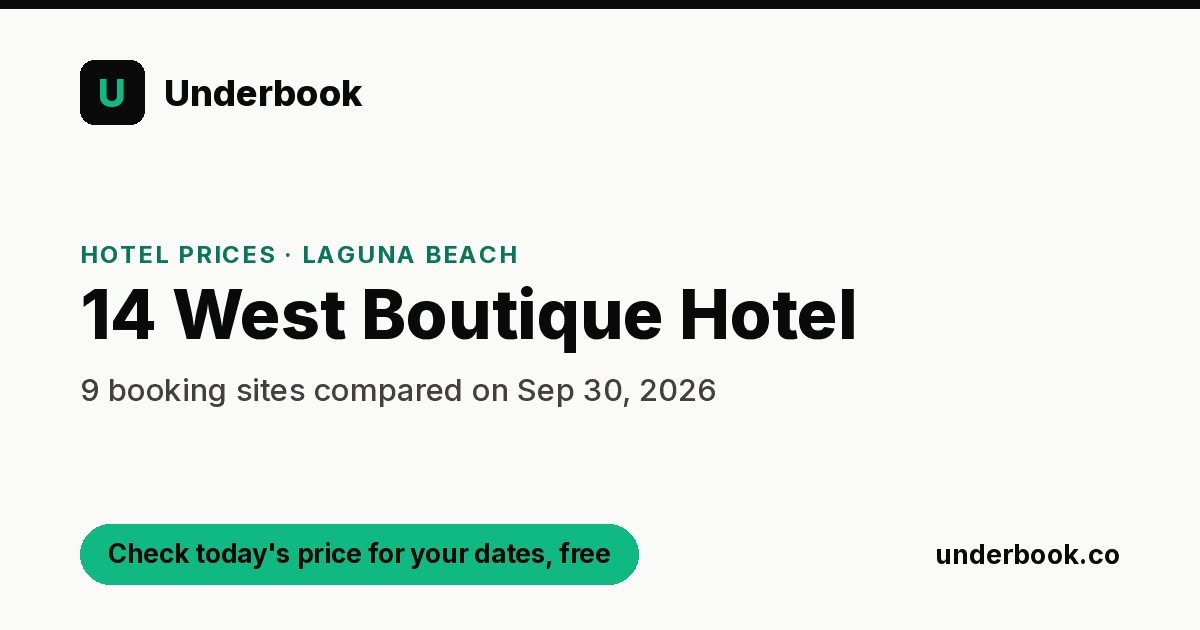 U Underbook
HOTEL PRICES · LAGUNA BEACH
14 West Boutique Hotel
9 booking sites compared on Sep 30, 2026
Check today's price for your dates, free
underbook.co